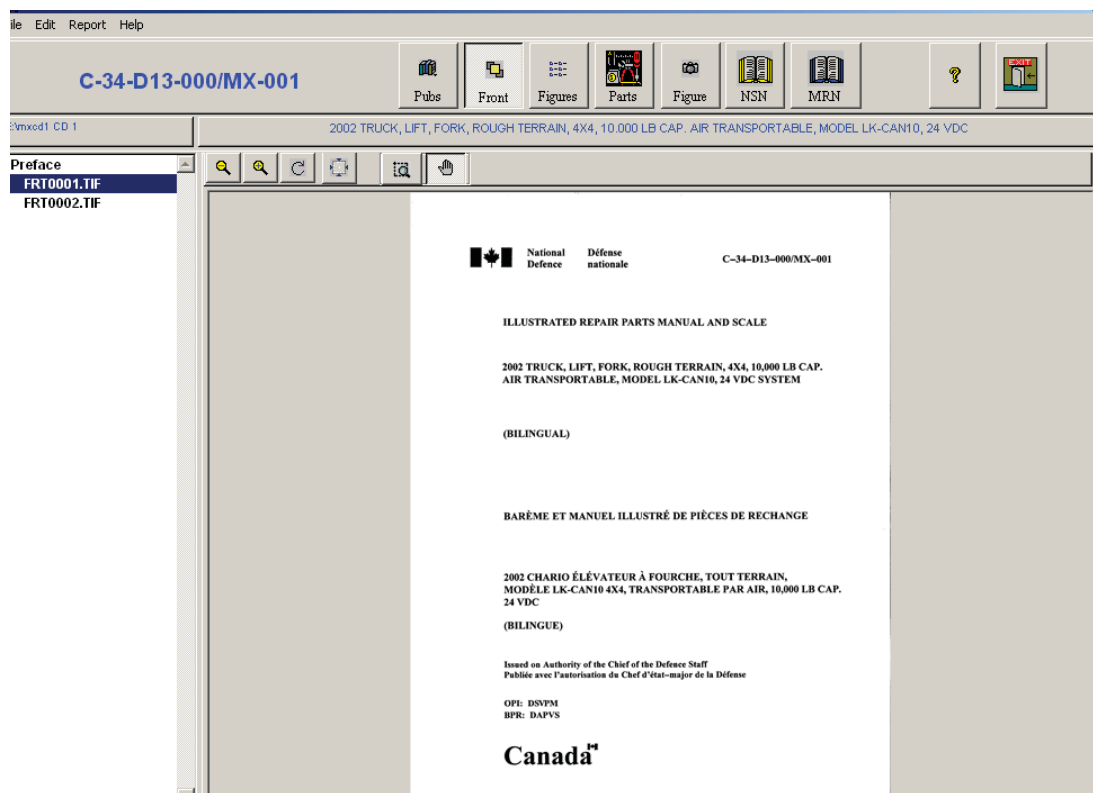 ile Edit Report Help
C-34-D13-000/MX-001
Pubs Front Figures Parts Figure NSN MRN ? EXIT
E:\mxcd1 CD 1
2002 TRUCK, LIFT, FORK, ROUGH TERRAIN, 4X4, 10.000 LB CAP. AIR TRANSPORTABLE, MODEL LK-CAN10, 24 VDC
Preface
FRT0001.TIF
FRT0002.TIF
National Défense
Defence nationale
C–34–D13–000/MX–001
ILLUSTRATED REPAIR PARTS MANUAL AND SCALE
2002 TRUCK, LIFT, FORK, ROUGH TERRAIN, 4X4, 10,000 LB CAP.
AIR TRANSPORTABLE, MODEL LK-CAN10, 24 VDC SYSTEM
(BILINGUAL)
BARÈME ET MANUEL ILLUSTRÉ DE PIÈCES DE RECHANGE
2002 CHARIO ÉLÉVATEUR À FOURCHE, TOUT TERRAIN,
MODÈLE LK-CAN10 4X4, TRANSPORTABLE PAR AIR, 10,000 LB CAP.
24 VDC
(BILINGUE)
Issued on Authority of the Chief of the Defence Staff
Publiée avec l'autorisation du Chef d'état–major de la Défense
OPI: DSVPM
BPR: DAPVS
Canada